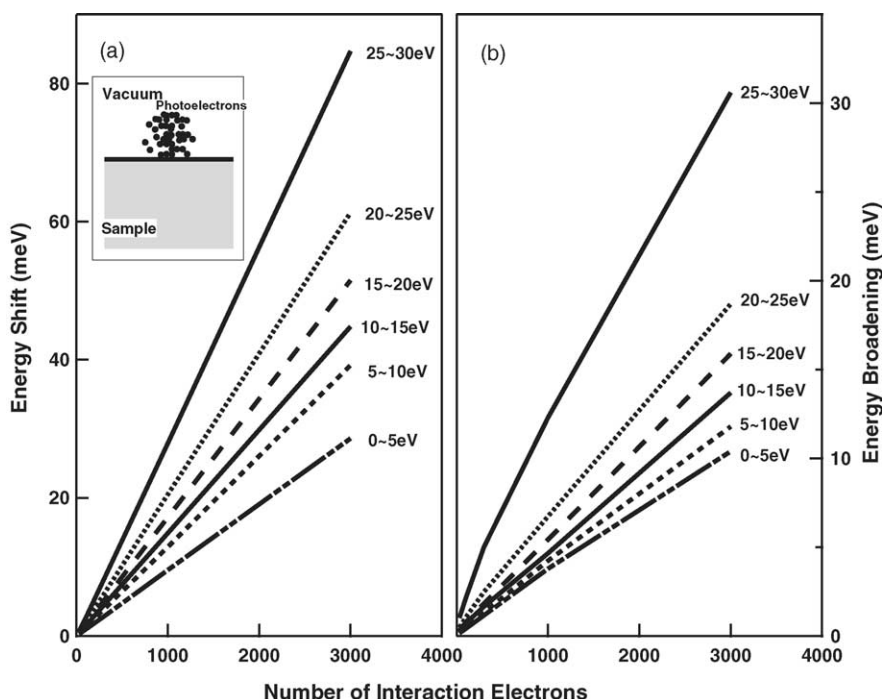 (a)
Vacuum
Photoelectrons
Sample
25~30eV
20~25eV
15~20eV
10~15eV
5~10eV
0~5eV
Energy Shift (meV)
80
60
40
20
0
0
1000
2000
3000
4000
(b)
25~30eV
20~25eV
15~20eV
10~15eV
5~10eV
0~5eV
Energy Broadening (meV)
30
20
10
0
1000
2000
3000
4000
Number of Interaction Electrons